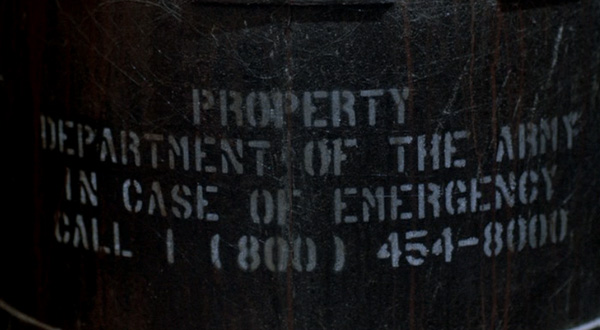 PROPERTY
DEPARTMENT OF THE ARMY
IN CASE OF EMERGENCY
CALL 1 (800) 454-8000